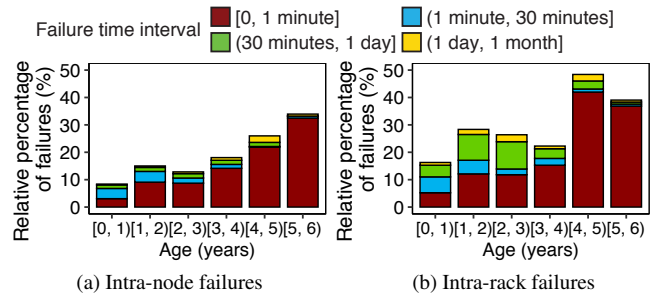 Failure time interval
[0, 1 minute]
(1 minute, 30 minutes]
(30 minutes, 1 day]
(1 day, 1 month]
Relative percentage
of failures (%)
50
40
30
20
10
0
[0, 1) [1, 2) [2, 3) [3, 4) [4, 5) [5, 6)
Age (years)
(a) Intra-node failures
Relative percentage
of failures (%)
50
40
30
20
10
0
[0, 1) [1, 2) [2, 3) [3, 4) [4, 5) [5, 6)
Age (years)
(b) Intra-rack failures